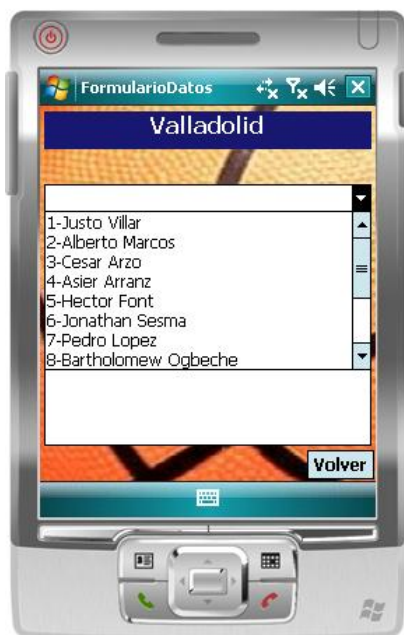 FormularioDatos
Valladolid
1-Justo Villar
2-Alberto Marcos
3-Cesar Arzo
4-Asier Arranz
5-Hector Font
6-Jonathan Sesma
7-Pedro Lopez
8-Bartholomew Ogbeche
Volver